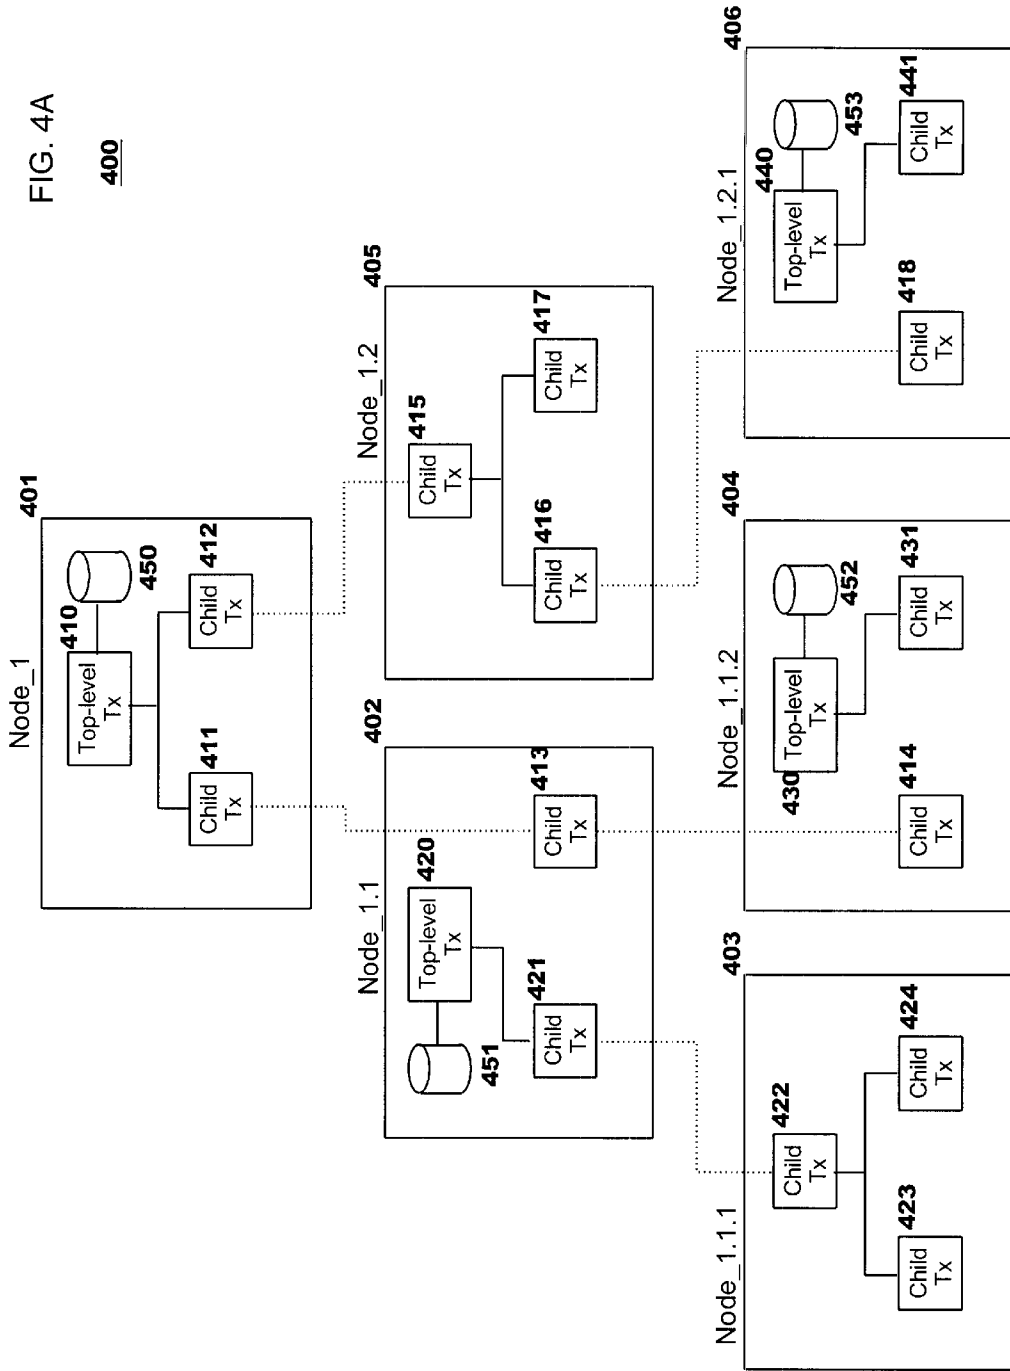 FIG. 4A
400
Node_1
401
410
Top-level
Tx
450
411
Child
Tx
412
Child
Tx
Node_1.1
402
420
Top-level
Tx
451
421
Child
Tx
413
Child
Tx
Node_1.2
405
415
Child
Tx
416
Child
Tx
417
Child
Tx
Node_1.1.1
403
422
Child
Tx
423
Child
Tx
424
Child
Tx
Node_1.1.2
404
430
Top-level
Tx
452
414
Child
Tx
431
Child
Tx
Node_1.2.1
406
440
Top-level
Tx
453
418
Child
Tx
441
Child
Tx